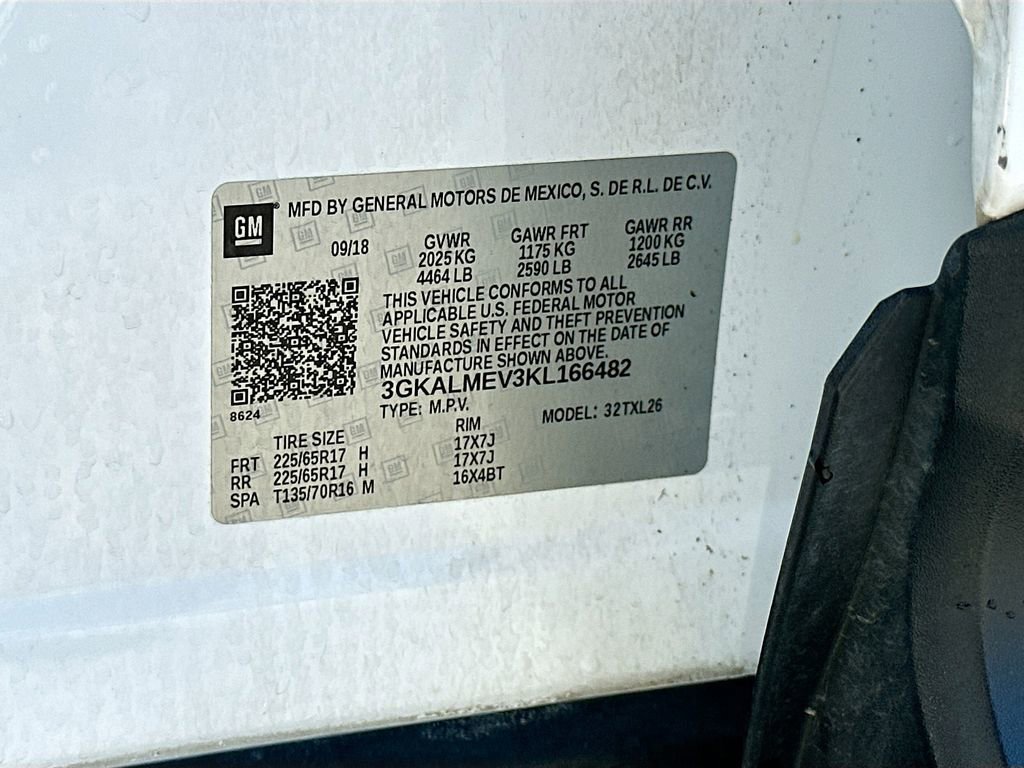 GM
® MFD BY GENERAL MOTORS DE MEXICO, S. DE R.L. DE C.V.
09/18 GVWR GAWR FRT GAWR RR
2025 KG 1175 KG 1200 KG
4464 LB 2590 LB 2645 LB
THIS VEHICLE CONFORMS TO ALL
APPLICABLE U.S. FEDERAL MOTOR
VEHICLE SAFETY AND THEFT PREVENTION
STANDARDS IN EFFECT ON THE DATE OF
MANUFACTURE SHOWN ABOVE.
3GKALMEV3KL166482
8624
TYPE: M.P.V. MODEL: 32TXL26
TIRE SIZE RIM
FRT 225/65R17 H 17X7J
RR 225/65R17 H 17X7J
SPA T135/70R16 M 16X4BT